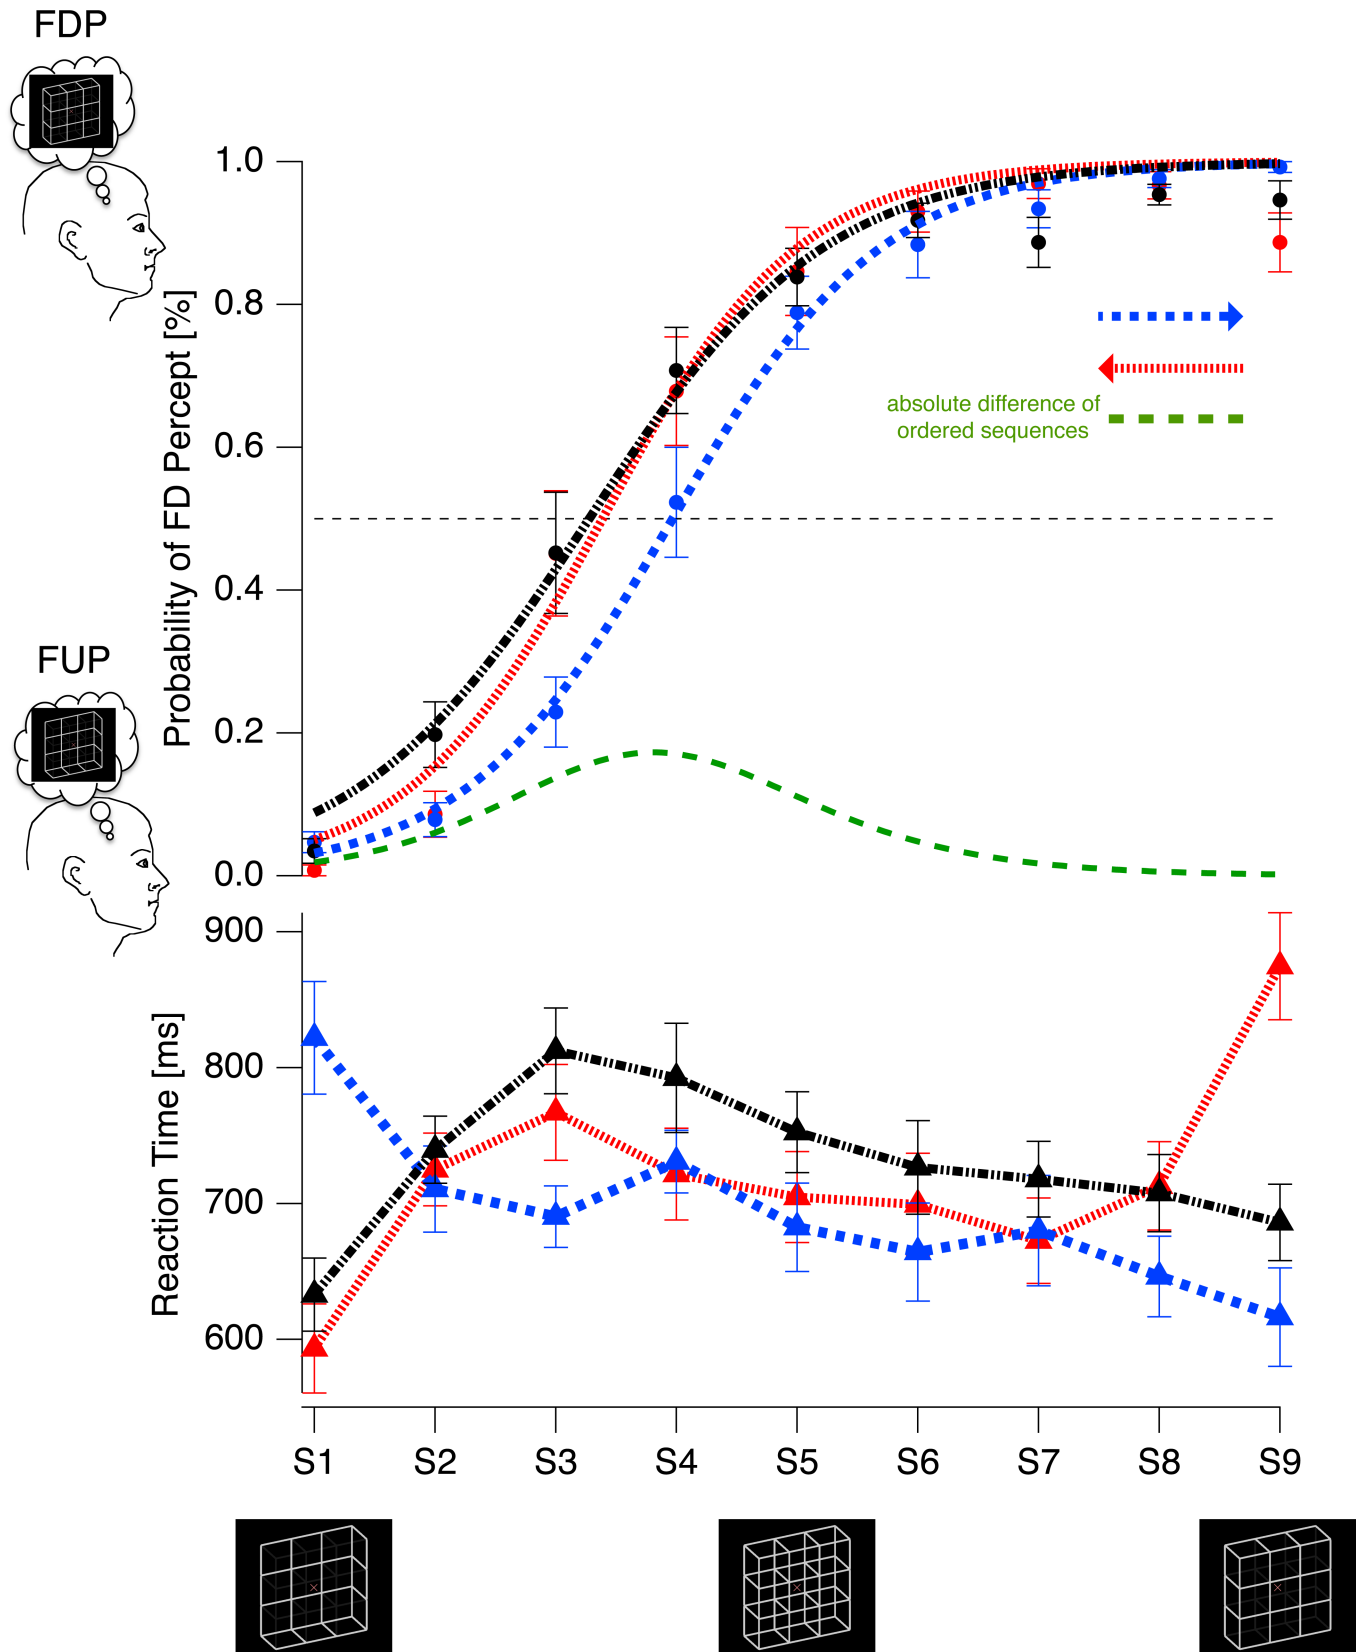 FDP
FUP
Probability of FD Percept [%]
1.0
0.8
0.6
0.4
0.2
0.0
absolute difference of
ordered sequences
Reaction Time [ms]
900
800
700
600
S1 S2 S3 S4 S5 S6 S7 S8 S9